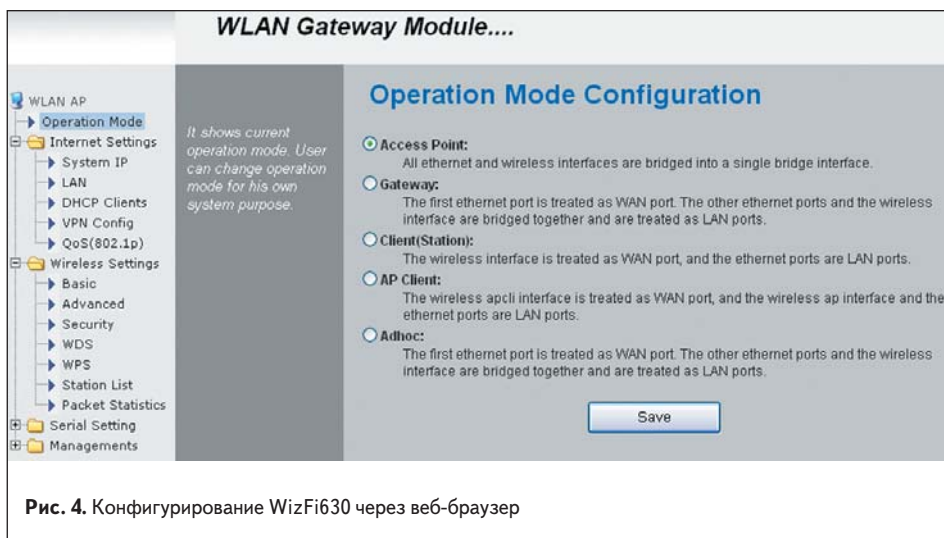 WLAN Gateway Module....
WLAN AP
Operation Mode
Internet Settings
System IP
LAN
DHCP Clients
VPN Config
QoS(802.1p)
Wireless Settings
Basic
Advanced
Security
WDS
WPS
Station List
Packet Statistics
Serial Setting
Managements
It shows current
operation mode. User
can change operation
mode for his own
system purpose.
Operation Mode Configuration
Access Point:
All ethernet and wireless interfaces are bridged into a single bridge interface.
Gateway:
The first ethernet port is treated as WAN port. The other ethernet ports and the wireless
interface are bridged together and are treated as LAN ports.
Client(Station):
The wireless interface is treated as WAN port, and the ethernet ports are LAN ports.
AP Client:
The wireless apcli interface is treated as WAN port, and the wireless ap interface and the
ethernet ports are LAN ports.
Adhoc:
The first ethernet port is treated as WAN port. The other ethernet ports and the wireless
interface are bridged together and are treated as LAN ports.
Save
Рис. 4. Конфигурирование WizFi630 через веб-браузер